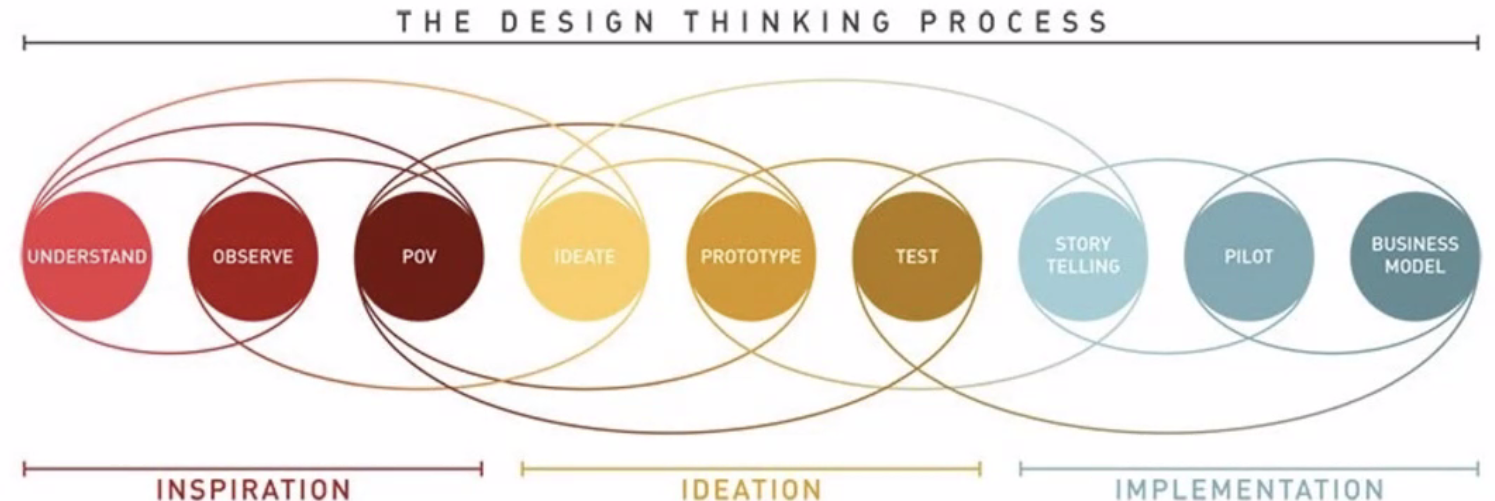 THE DESIGN THINKING PROCESS
UNDERSTAND
OBSERVE
POV
IDEATE
PROTOTYPE
TEST
STORY
TELLING
PILOT
BUSINESS
MODEL
INSPIRATION
IDEATION
IMPLEMENTATION